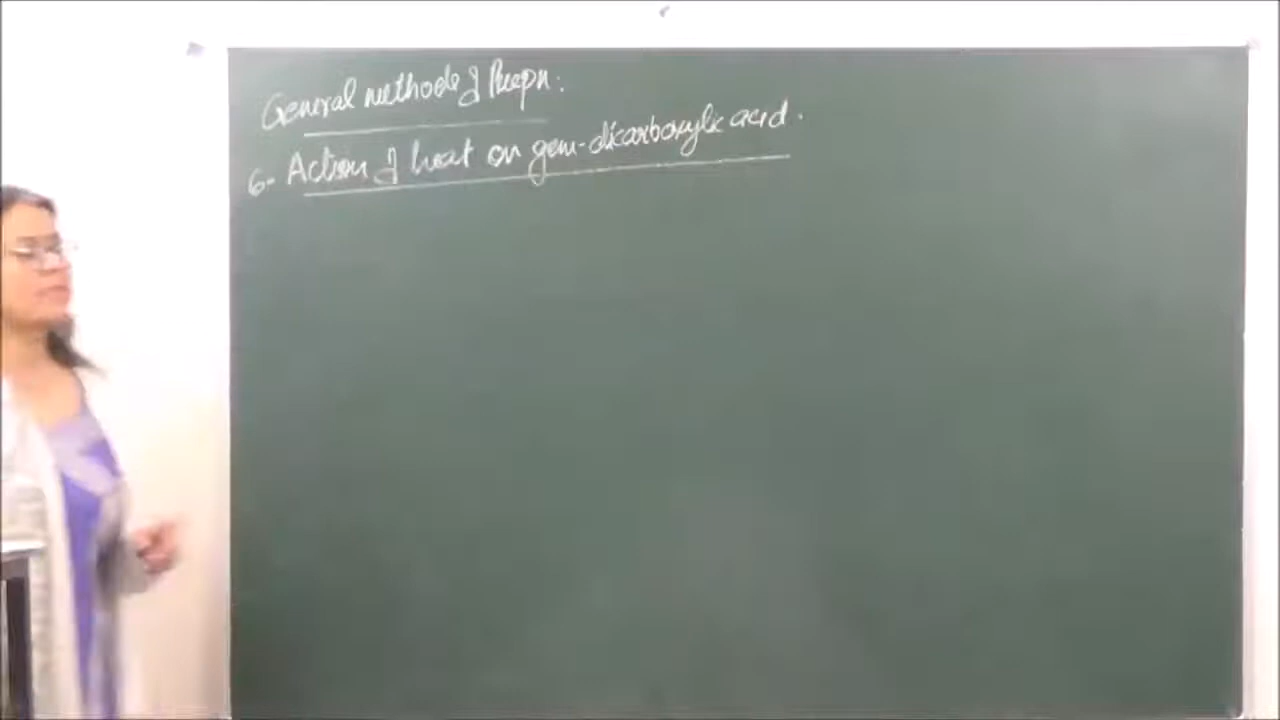 General methods of Prepn:
6- Action of heat on gem-dicarboxylic acid.